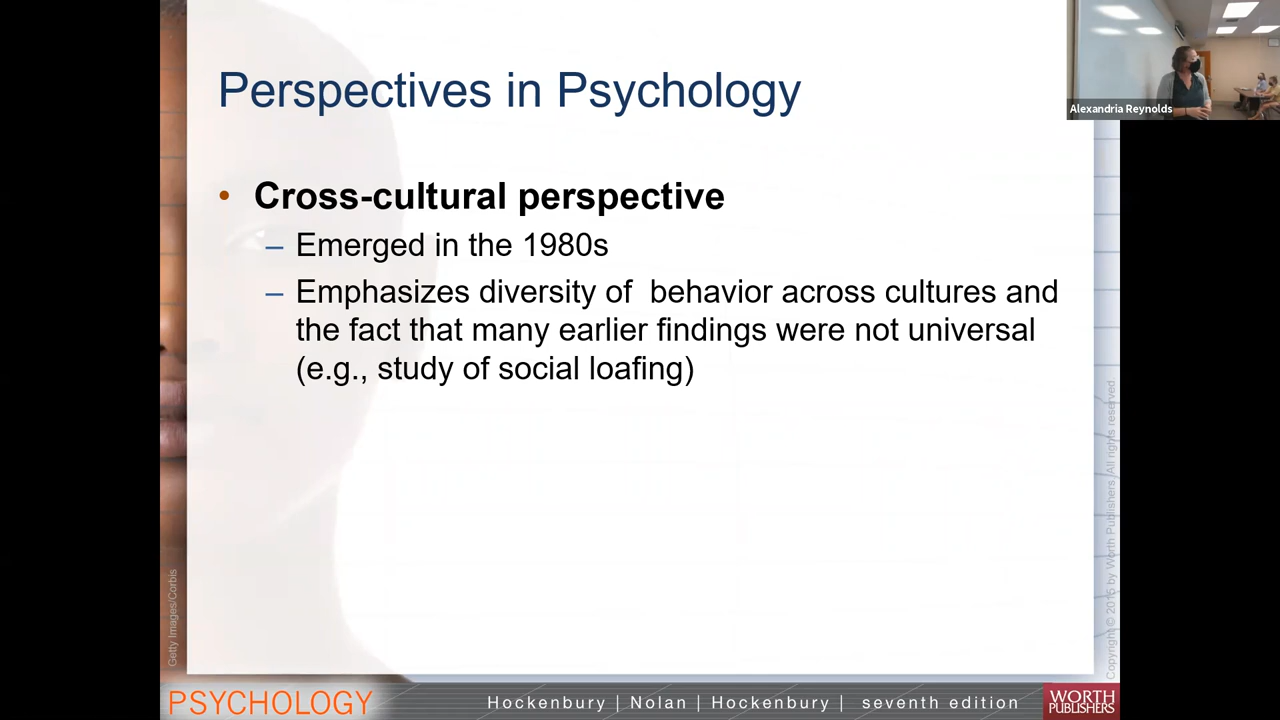 Perspectives in Psychology
Alexandria Reynolds
• Cross-cultural perspective
– Emerged in the 1980s
– Emphasizes diversity of  behavior across cultures and
the fact that many earlier findings were not universal
(e.g., study of social loafing)
Getty Images/Corbis
Copyright © 2015 by Worth Publishers. All rights reserved.
PSYCHOLOGY
Hockenbury | Nolan | Hockenbury | seventh edition
WORTH
PUBLISHERS